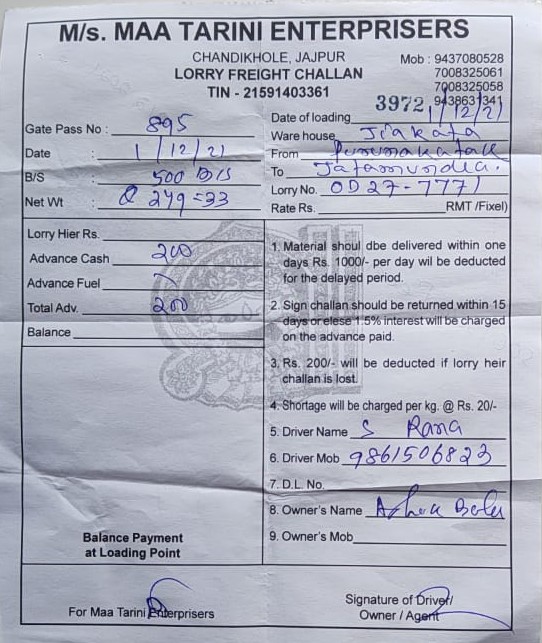 M/s. MAA TARINI ENTERPRISERS
CHANDIKHOLE, JAJPUR
LORRY FREIGHT CHALLAN
TIN - 21591403361
Mob : 9437080528
7008325061
7008325058
9438631341
3972
Gate Pass No : 895
Date : 1/12/21
B/S : 500 B/S
Net Wt : Q 249=33
Date of loading 1/12/21
Ware house
From
To
Lorry No. OD 27-7771
Rate Rs. RMT /Fixel)
Lorry Hier Rs.
Advance Cash 200
Advance Fuel
Total Adv. 200
Balance
Balance Payment
at Loading Point
1. Material shoul dbe delivered within one
days Rs. 1000/- per day wil be deducted
for the delayed period.
2. Sign challan should be returned within 15
days or elese 1.5% interest will be charged
on the advance paid.
3. Rs. 200/- will be deducted if lorry heir
challan is lost.
4. Shortage will be charged per kg. @ Rs. 20/-
5. Driver Name S Rana
6. Driver Mob 9861506823
7. D.L. No.
8. Owner's Name
9. Owner's Mob
For Maa Tarini Enterprisers
Signature of Driver/
Owner / Agent